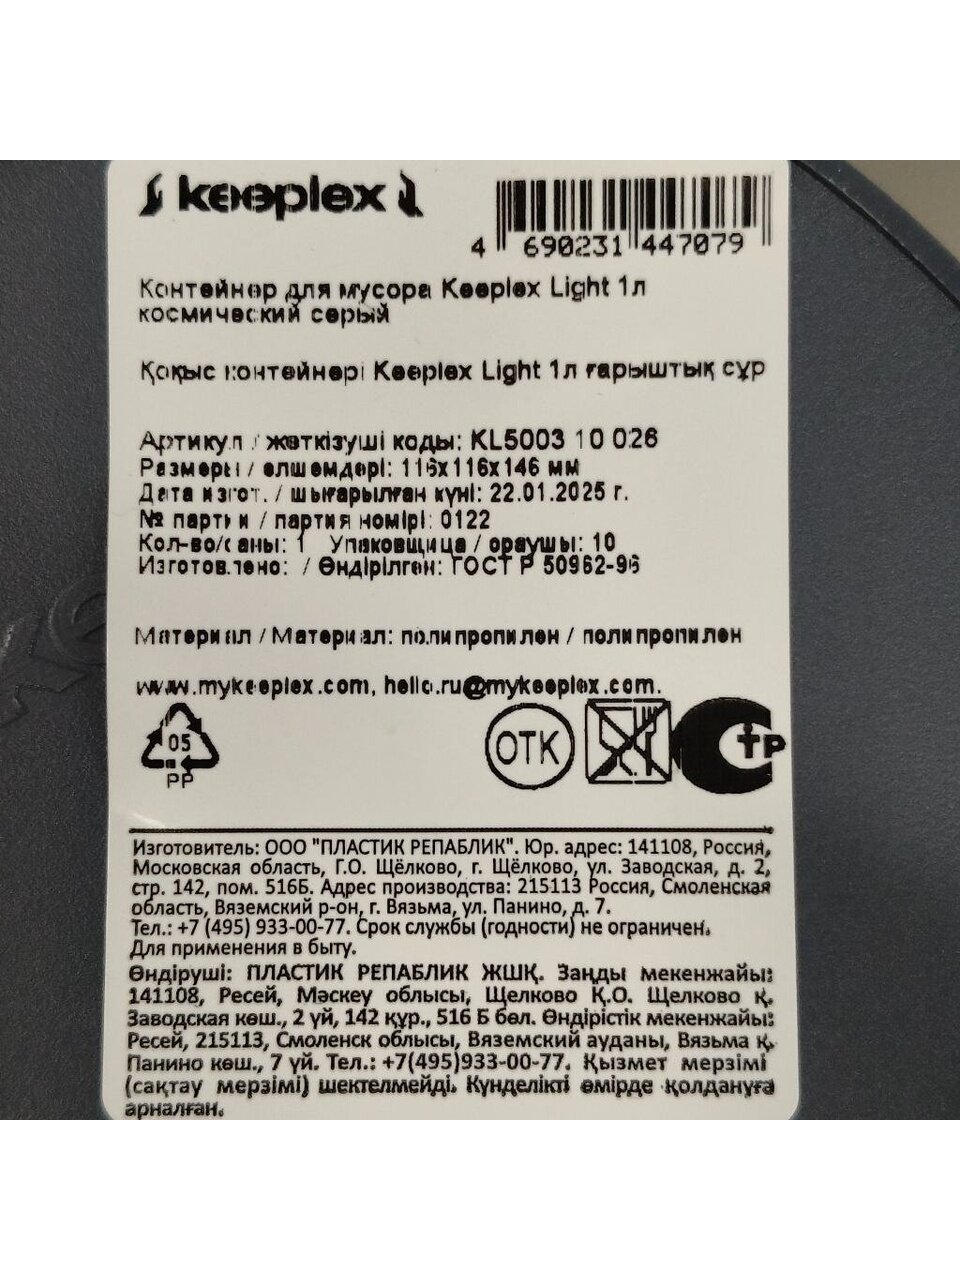 keeplex
4 690231 447079
Контейнер для мусора Keeplex Light 1л
космический серый
Қоқыс контейнері Keeplex Light 1л ғарыштық сұр
Артикул / жеткізуші коды: KL5003 10 026
Размеры / өлшемдері: 116x116x146 мм
Дата изгот. / шығарылған күні: 22.01.2025 г.
№ партии / партия номірі: 0122
Кол-во/саны: 1 Упаковщица / ораушы: 10
Изготовлено: / Өндірілген: ГОСТ Р 50962-96
Материал / Материал: полипропилен / полипропилен
www.mykeeplex.com, hello.ru@mykeeplex.com.
05
PP
ОТК
тР
Изготовитель: ООО "ПЛАСТИК РЕПАБЛИК". Юр. адрес: 141108, Россия,
Московская область, Г.О. Щёлково, г. Щёлково, ул. Заводская, д. 2,
стр. 142, пом. 516Б. Адрес производства: 215113 Россия, Смоленская
область, Вяземский р-он, г. Вязьма, ул. Панино, д. 7.
Тел.: +7 (495) 933-00-77. Срок службы (годности) не ограничен.
Для применения в быту.
Өндіруші: ПЛАСТИК РЕПАБЛИК ЖШҚ. Заңды мекенжайы:
141108, Ресей, Мәскеу облысы, Щелково Қ.О. Щелково қ.
Заводская көш., 2 үй, 142 құр., 516 Б бөл. Өндірістік мекенжайы:
Ресей, 215113, Смоленск облысы, Вяземский ауданы, Вязьма қ.
Панино көш., 7 үй. Тел.: +7(495)933-00-77. Қызмет мерзімі
(сақтау мерзімі) шектелмейді. Күнделікті өмірде қолдануға
арналған.